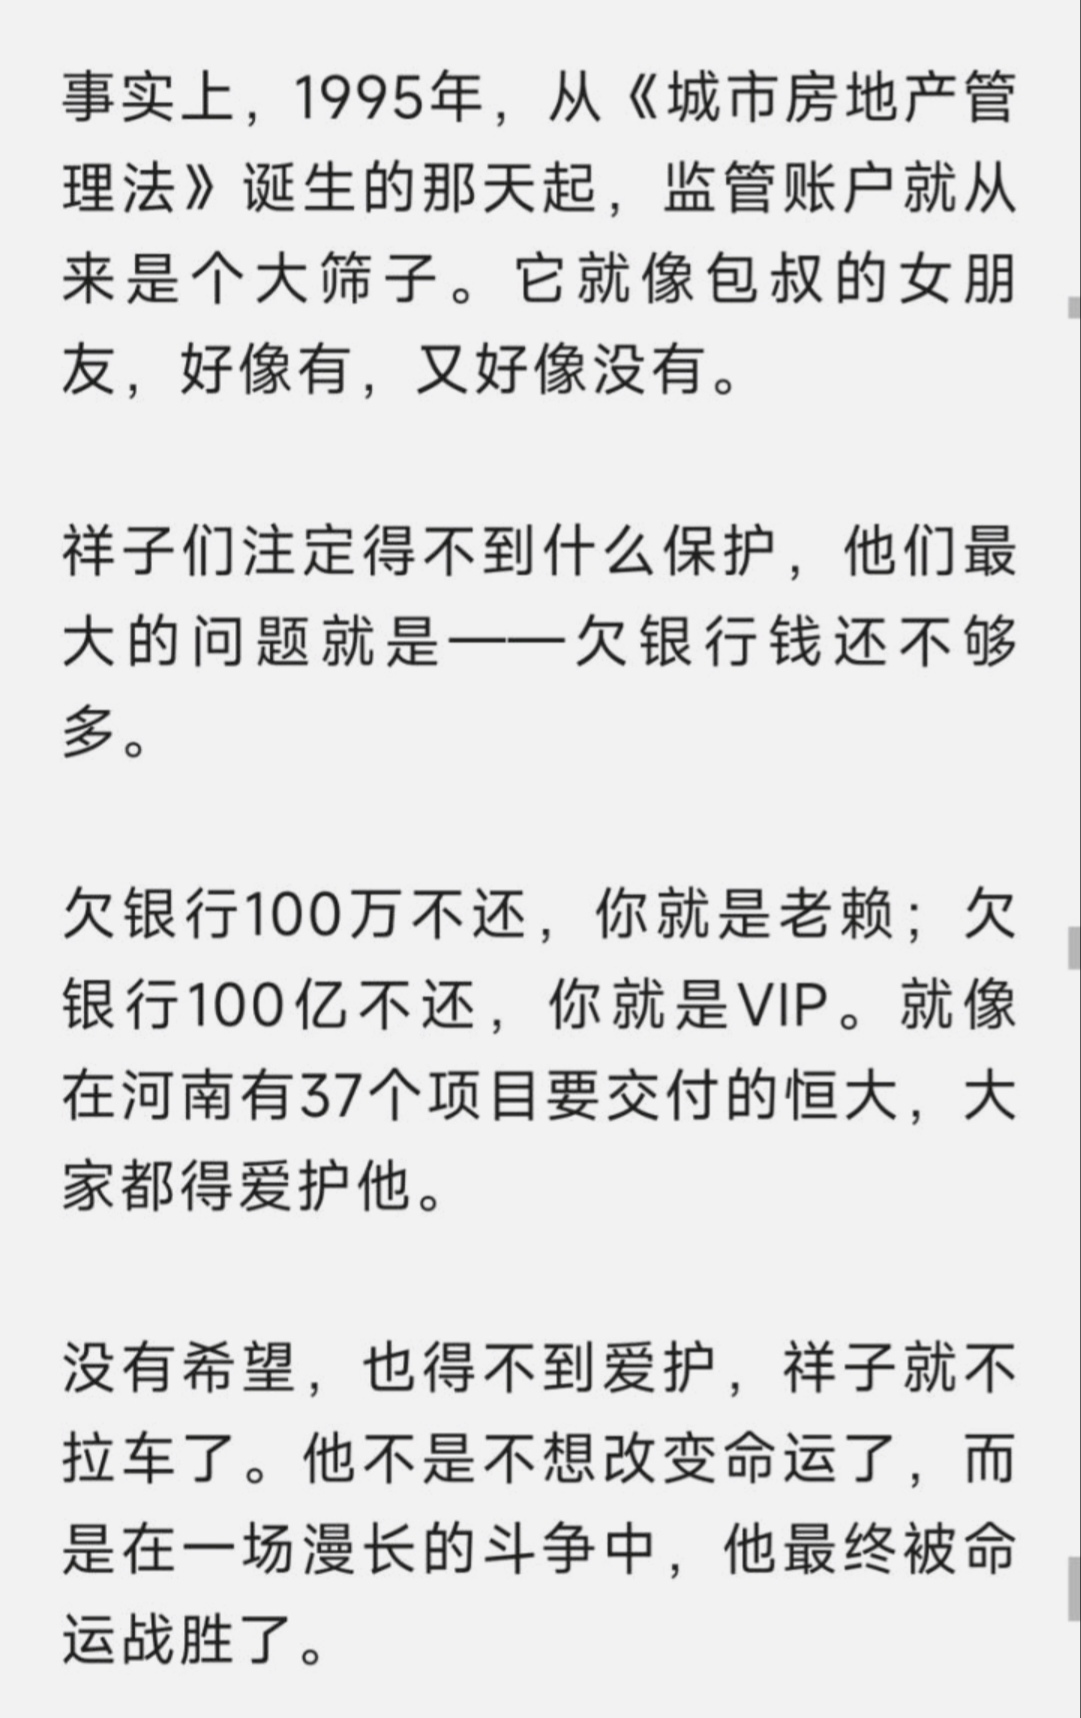 事实上，1995年，从《城市房地产管
理法》诞生的那天起，监管账户就从
来是个大筛子。它就像包叔的女朋
友，好像有，又好像没有。
祥子们注定得不到什么保护，他们最
大的问题就是——欠银行钱还不够
多。
欠银行100万不还，你就是老赖；欠
银行100亿不还，你就是VIP。就像
在河南有37个项目要交付的恒大，大
家都得爱护他。
没有希望，也得不到爱护，祥子就不
拉车了。他不是不想改变命运了，而
是在一场漫长的斗争中，他最终被命
运战胜了。